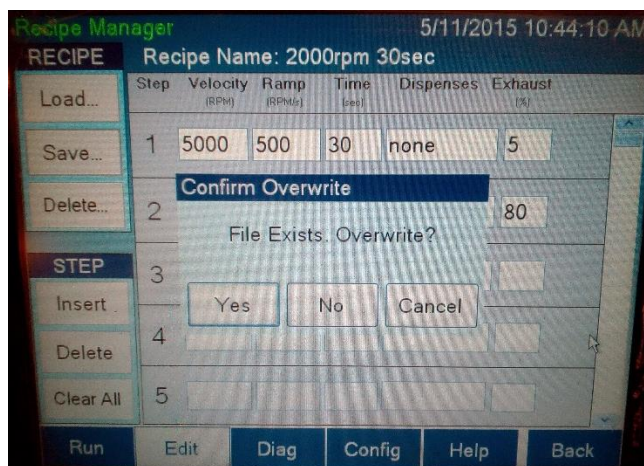 Recipe Manager 5/11/2015 10:44:10 AM
RECIPE Recipe Name: 2000rpm 30sec
Step Velocity Ramp Time Dispenses Exhaust
(RPM) (RPM/s) (sec) (%)
Load...
1 5000 500 30 none 5
Save...
Confirm Overwrite
Delete... 2 80
File Exists. Overwrite?
STEP
3
Insert Yes No Cancel
4
Delete
Clear All 5
Run Edit Diag Config Help Back